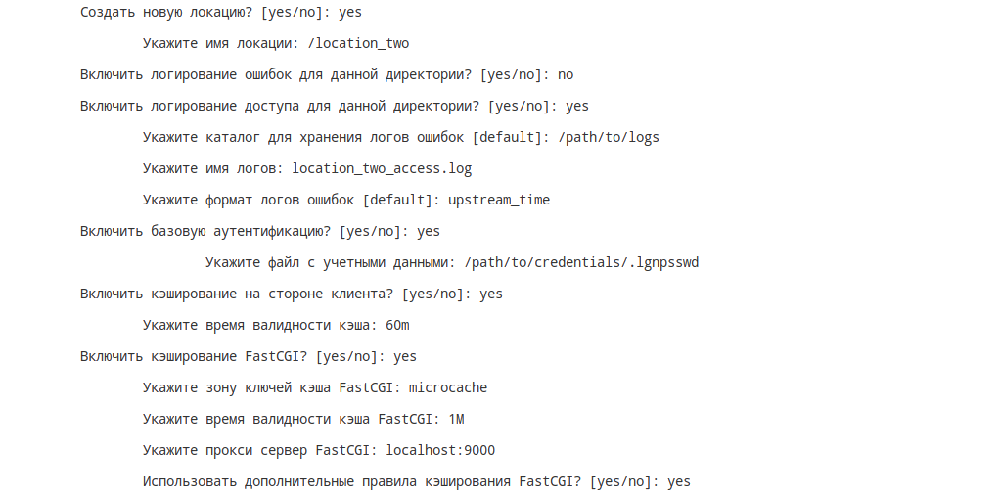 Создать новую локацию? [yes/no]: yes
Укажите имя локации: /location_two
Включить логирование ошибок для данной директории? [yes/no]: no
Включить логирование доступа для данной директории? [yes/no]: yes
Укажите каталог для хранения логов ошибок [default]: /path/to/logs
Укажите имя логов: location_two_access.log
Укажите формат логов ошибок [default]: upstream_time
Включить базовую аутентификацию? [yes/no]: yes
Укажите файл с учетными данными: /path/to/credentials/.lgnpsswd
Включить кэширование на стороне клиента? [yes/no]: yes
Укажите время валидности кэша: 60m
Включить кэширование FastCGI? [yes/no]: yes
Укажите зону ключей кэша FastCGI: microcache
Укажите время валидности кэша FastCGI: 1M
Укажите прокси сервер FastCGI: localhost:9000
Использовать дополнительные правила кэширования FastCGI? [yes/no]: yes